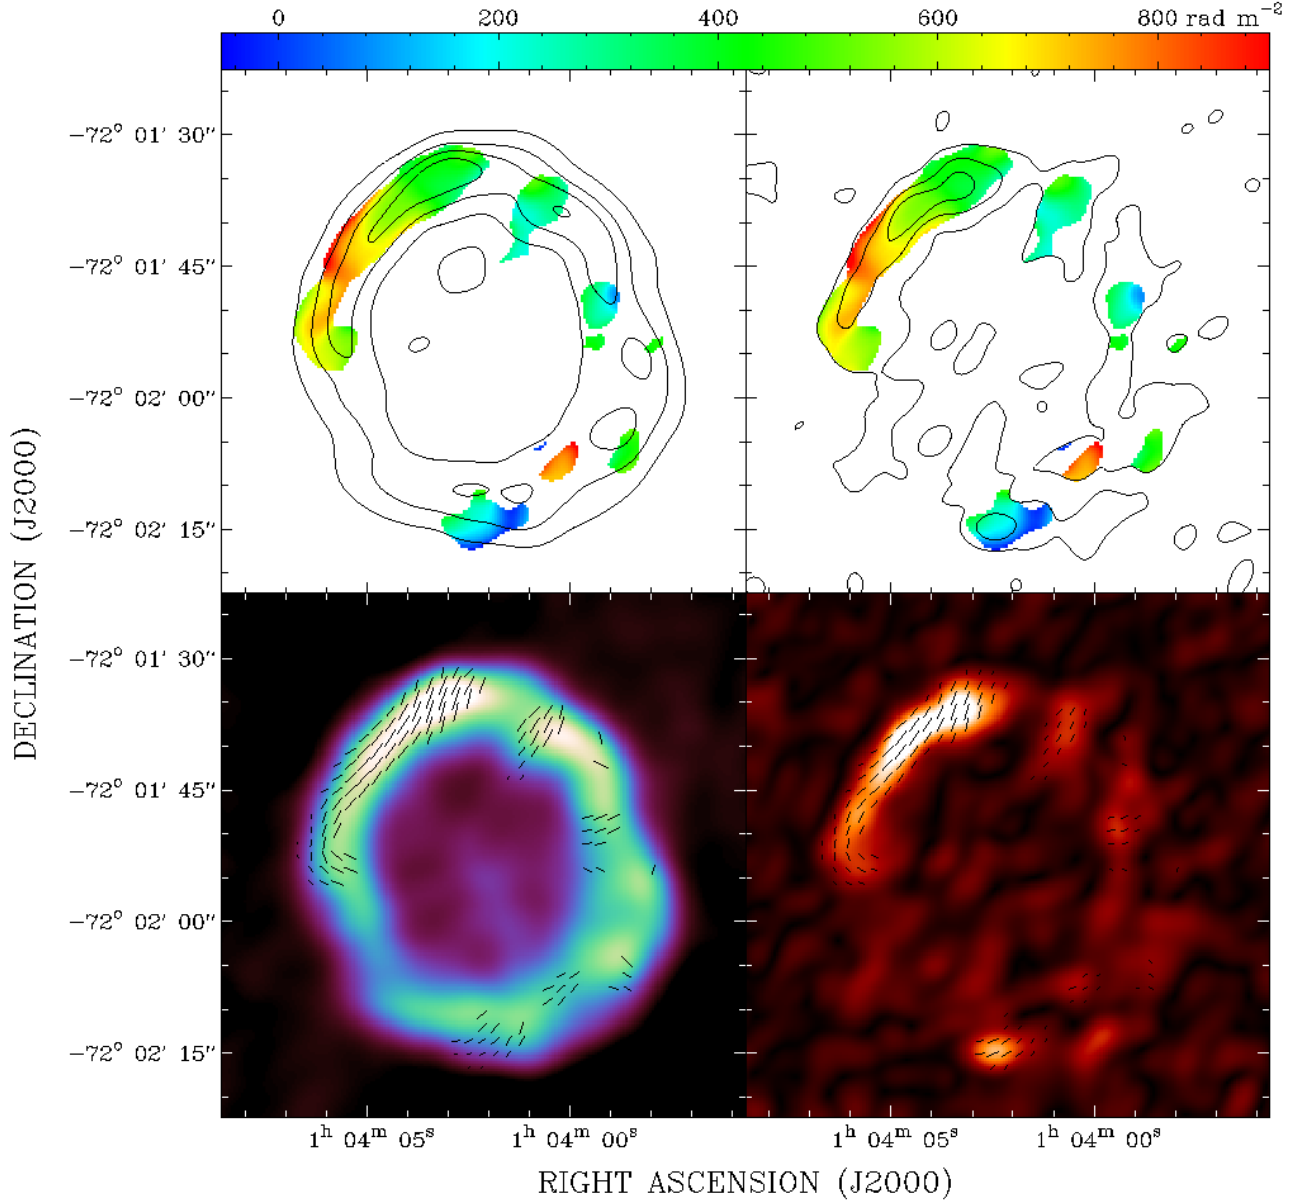 0 200 400 600 800 rad m⁻²
−72° 01′ 30″
−72° 01′ 45″
−72° 02′ 00″
−72° 02′ 15″
−72° 01′ 30″
−72° 01′ 45″
−72° 02′ 00″
−72° 02′ 15″
DECLINATION (J2000)
1ʰ 04ᵐ 05ˢ 1ʰ 04ᵐ 00ˢ 1ʰ 04ᵐ 05ˢ 1ʰ 04ᵐ 00ˢ
RIGHT ASCENSION (J2000)